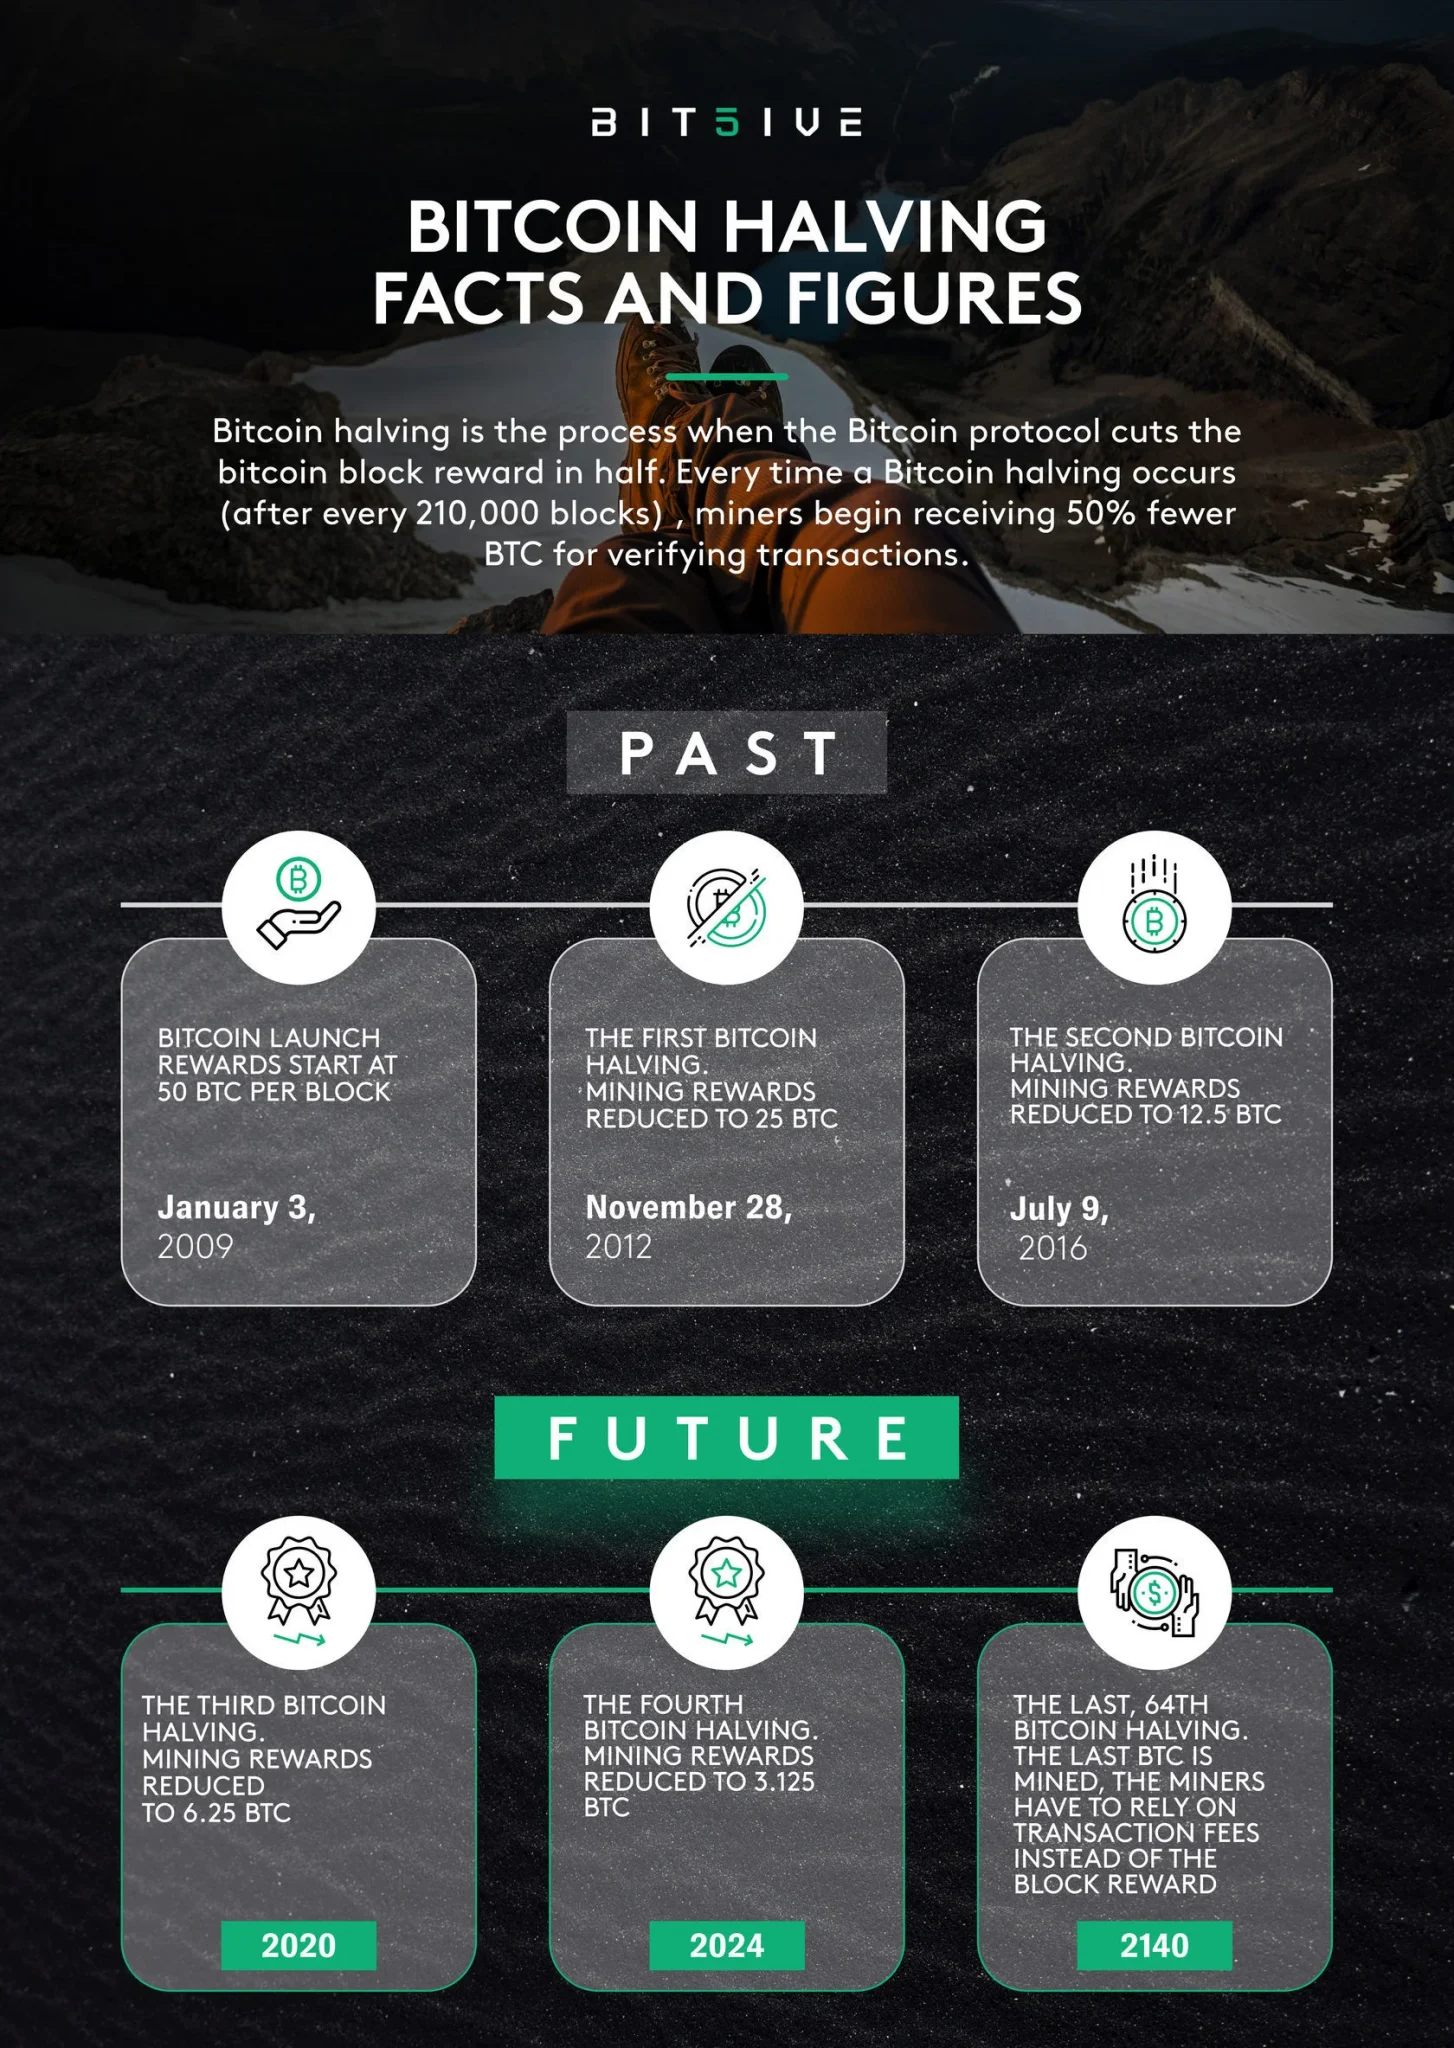 BIT5IVE
BITCOIN HALVING
FACTS AND FIGURES
Bitcoin halving is the process when the Bitcoin protocol cuts the
bitcoin block reward in half. Every time a Bitcoin halving occurs
(after every 210,000 blocks) , miners begin receiving 50% fewer
BTC for verifying transactions.
PAST
BITCOIN LAUNCH
REWARDS START AT
50 BTC PER BLOCK
January 3,
2009
THE FIRST BITCOIN
HALVING.
MINING REWARDS
REDUCED TO 25 BTC
November 28,
2012
THE SECOND BITCOIN
HALVING.
MINING REWARDS
REDUCED TO 12.5 BTC
July 9,
2016
FUTURE
THE THIRD BITCOIN
HALVING.
MINING REWARDS
REDUCED
TO 6.25 BTC
2020
THE FOURTH
BITCOIN HALVING.
MINING REWARDS
REDUCED TO 3.125
BTC
2024
THE LAST, 64TH
BITCOIN HALVING.
THE LAST BTC IS
MINED, THE MINERS
HAVE TO RELY ON
TRANSACTION FEES
INSTEAD OF THE
BLOCK REWARD
2140